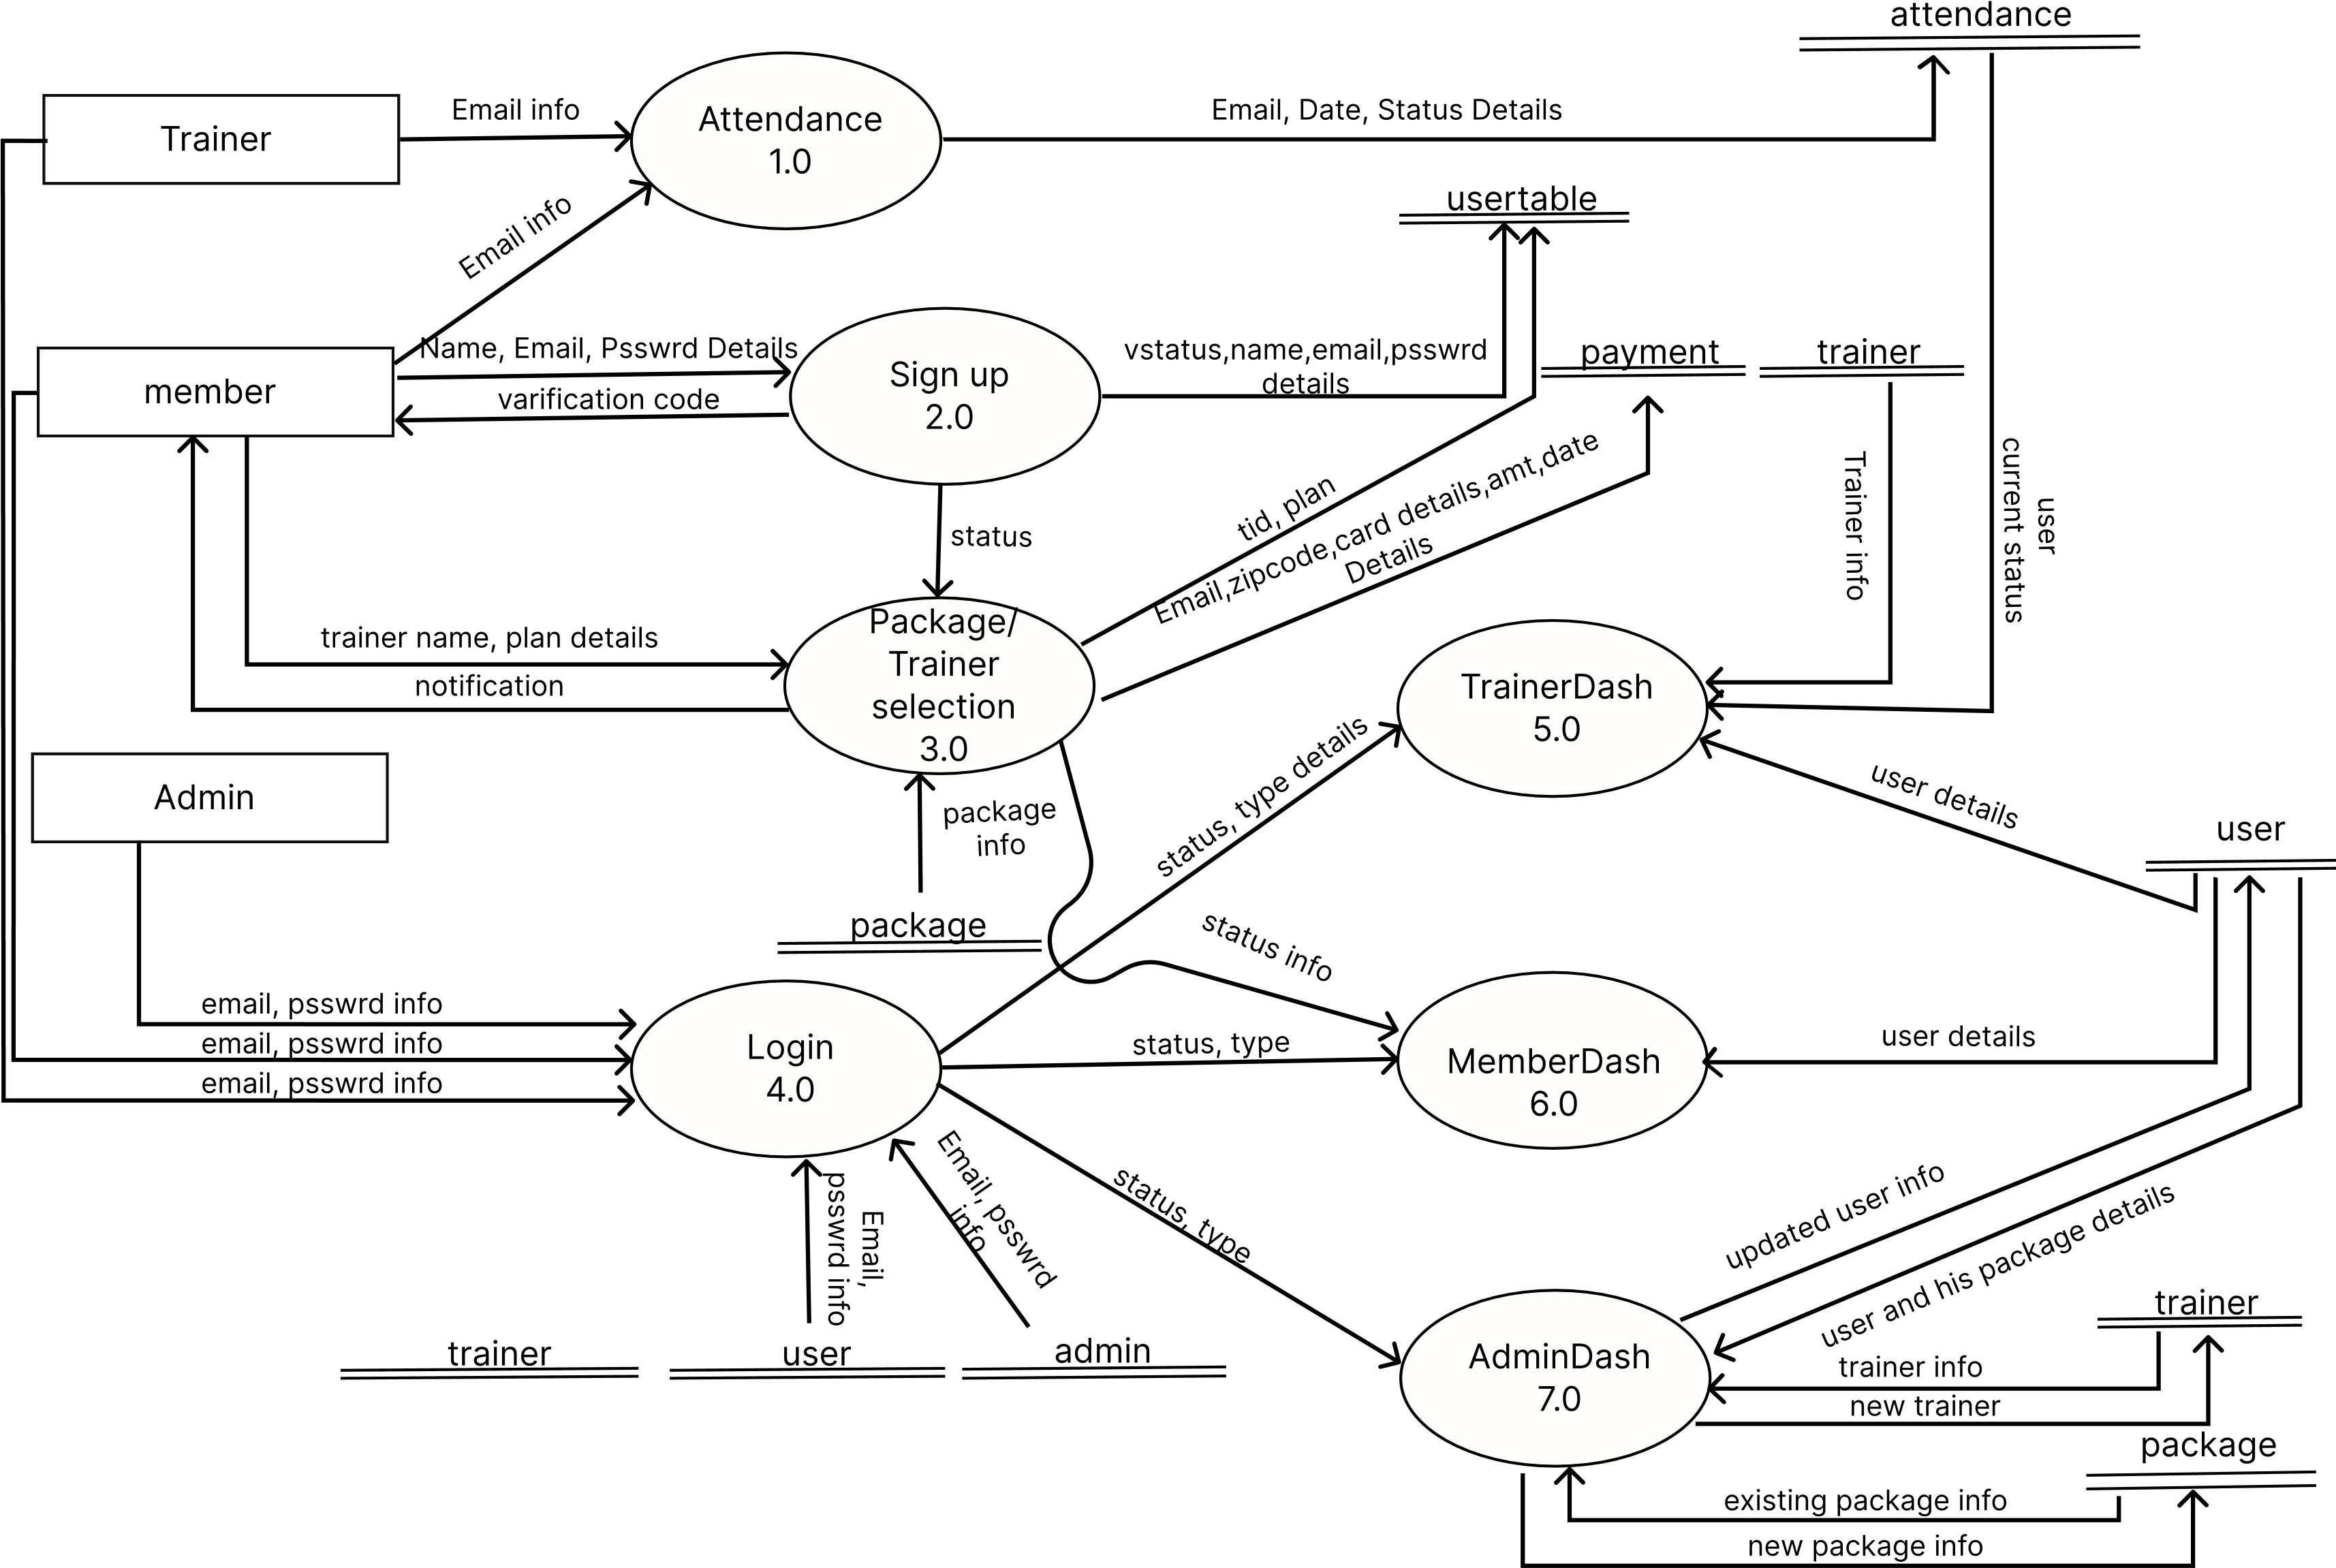 attendance
Trainer
Email info
Attendance
1.0
Email, Date, Status Details
Email info
usertable
member
Name, Email, Psswrd Details
varification code
Sign up
2.0
vstatus,name,email,psswrd
details
payment
trainer
Trainer info
user
current status
status
tid, plan
Email,zipcode,card details,amt,date
Details
trainer name, plan details
notification
Package/
Trainer
selection
3.0
TrainerDash
5.0
Admin
package
info
status, type details
user details
user
package
status info
email, psswrd info
email, psswrd info
email, psswrd info
Login
4.0
status, type
MemberDash
6.0
user details
Email,
psswrd info
Email, psswrd
info
status, type
updated user info
user and his package details
trainer
user
admin
AdminDash
7.0
trainer
trainer info
new trainer
package
existing package info
new package info